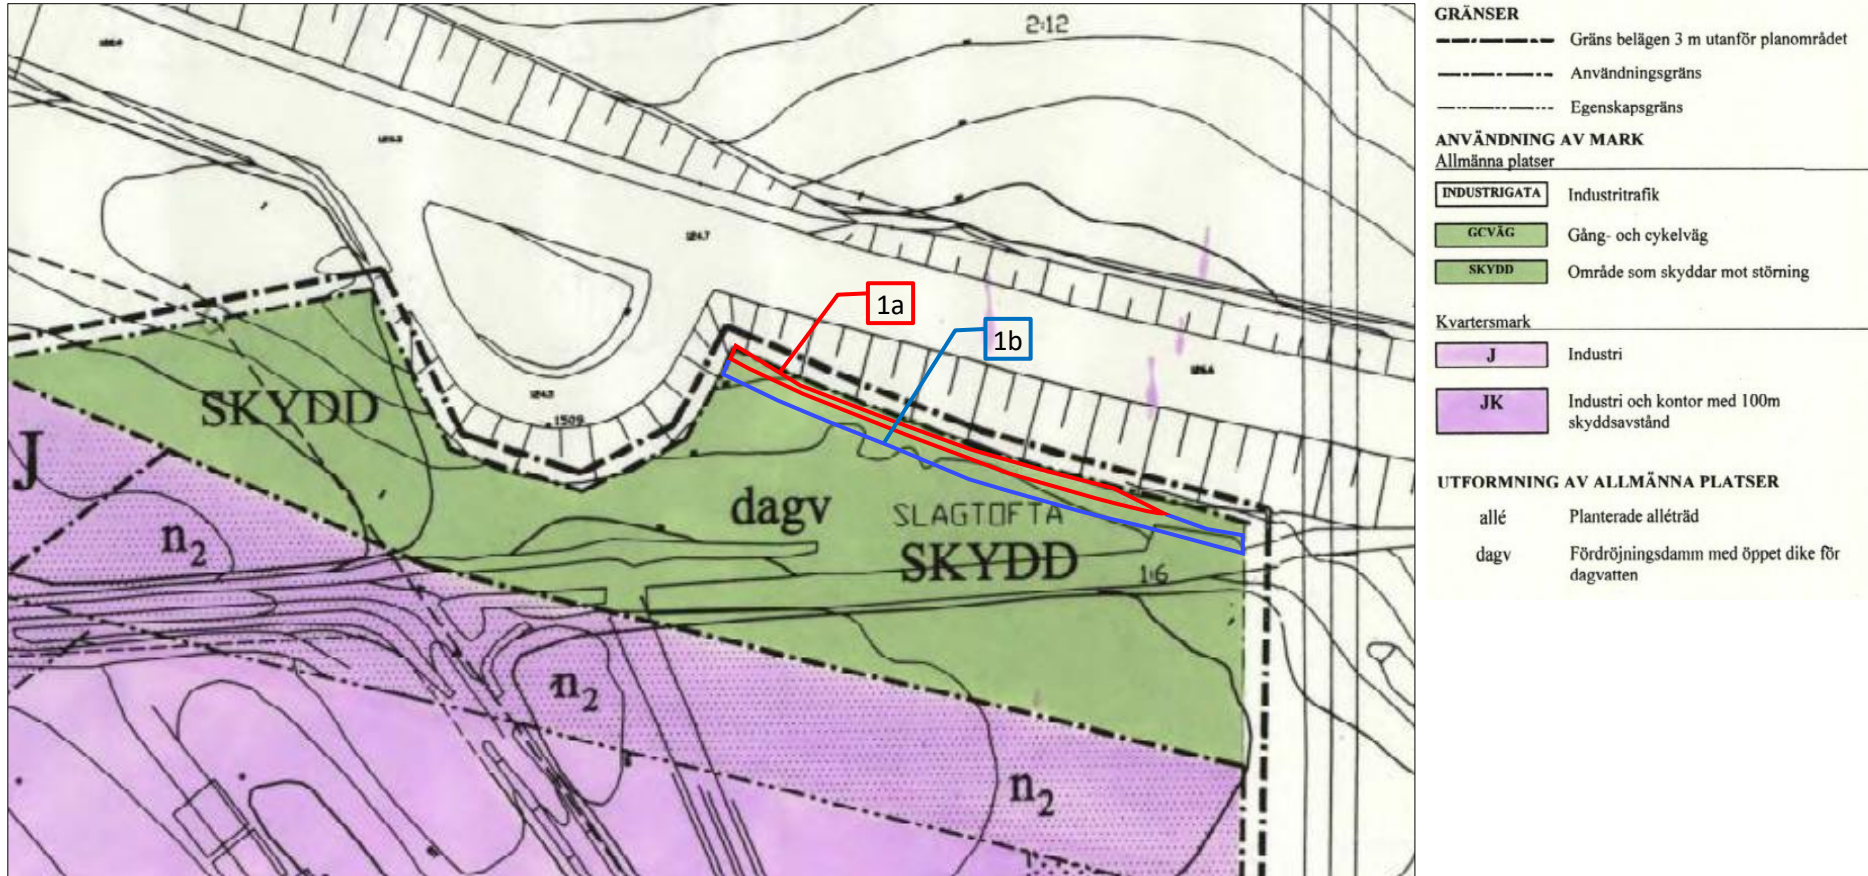 2:12
124.7
1a
1b
SKYDD
1509
J
dagv
SLAGTOFTA
SKYDD
1:6
n2
n2
n2
GRÄNSER
Gräns belägen 3 m utanför planområdet
Användningsgräns
Egenskapsgräns
ANVÄNDNING AV MARK
Allmänna platser
INDUSTRIGATA Industritrafik
GCVÄG Gång- och cykelväg
SKYDD Område som skyddar mot störning
Kvartersmark
J Industri
JK Industri och kontor med 100m
skyddsavstånd
UTFORMNING AV ALLMÄNNA PLATSER
allé Planterade alléträd
dagv Fördröjningsdamm med öppet dike för
dagvatten